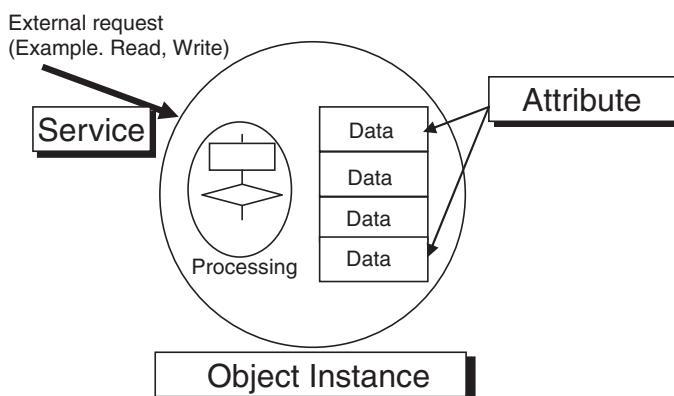 External request
(Example. Read, Write)
Service
Attribute
Data
Data
Data
Data
Processing
Object Instance